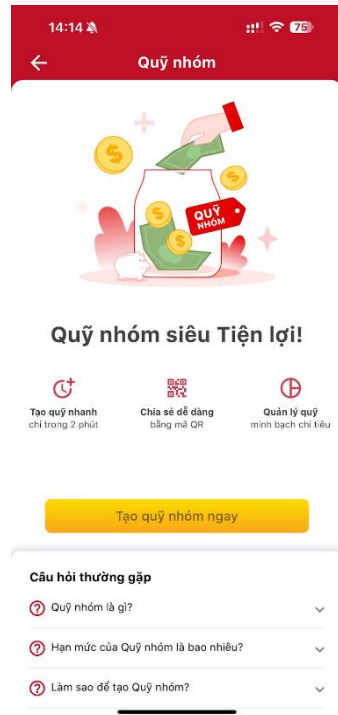 14:14
75
Quỹ nhóm
QUỸ
NHÓM
Quỹ nhóm siêu Tiện lợi!
Tạo quỹ nhanh
chỉ trong 2 phút
Chia sẻ dễ dàng
bằng mã QR
Quản lý quỹ
minh bạch chi tiêu
Tạo quỹ nhóm ngay
Câu hỏi thường gặp
Quỹ nhóm là gì?
Hạn mức của Quỹ nhóm là bao nhiêu?
Làm sao để tạo Quỹ nhóm?